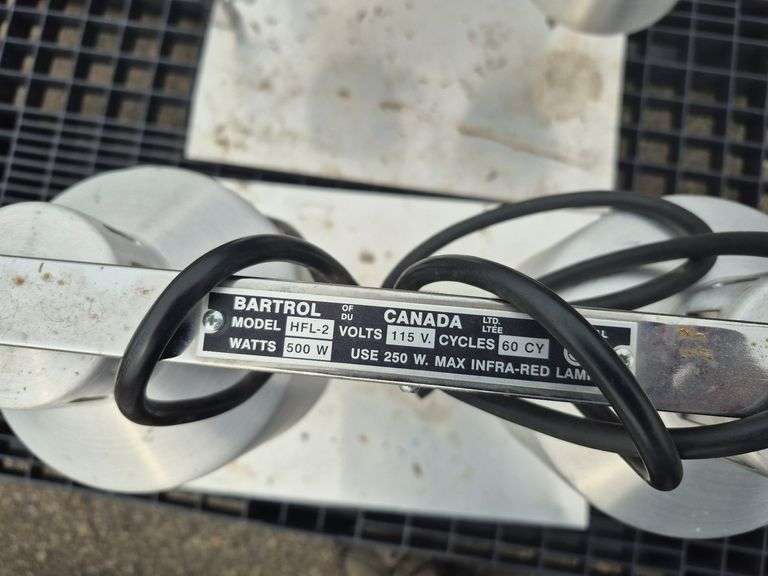 BARTROL OF DU CANADA LTD. LTÉE
MODEL HFL-2 VOLTS 115 V. CYCLES 60 CY
WATTS 500 W USE 250 W. MAX INFRA-RED